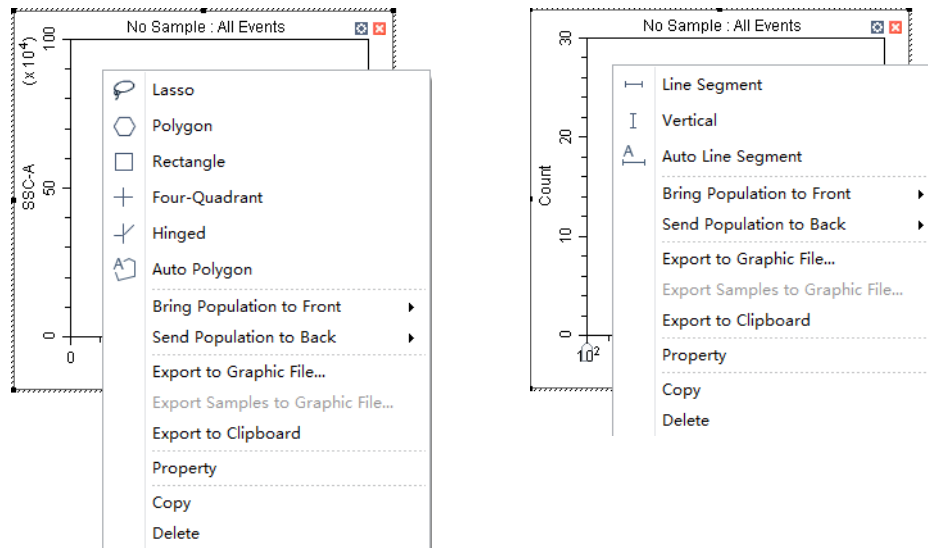 No Sample : All Events
SSC-A (x 10⁴)
100
50
0
0
Lasso
Polygon
Rectangle
Four-Quadrant
Hinged
A
Auto Polygon
Bring Population to Front
Send Population to Back
Export to Graphic File...
Export Samples to Graphic File...
Export to Clipboard
Property
Copy
Delete
No Sample : All Events
Count
30
20
10
0
10²
Line Segment
Vertical
A
Auto Line Segment
Bring Population to Front
Send Population to Back
Export to Graphic File...
Export Samples to Graphic File...
Export to Clipboard
Property
Copy
Delete